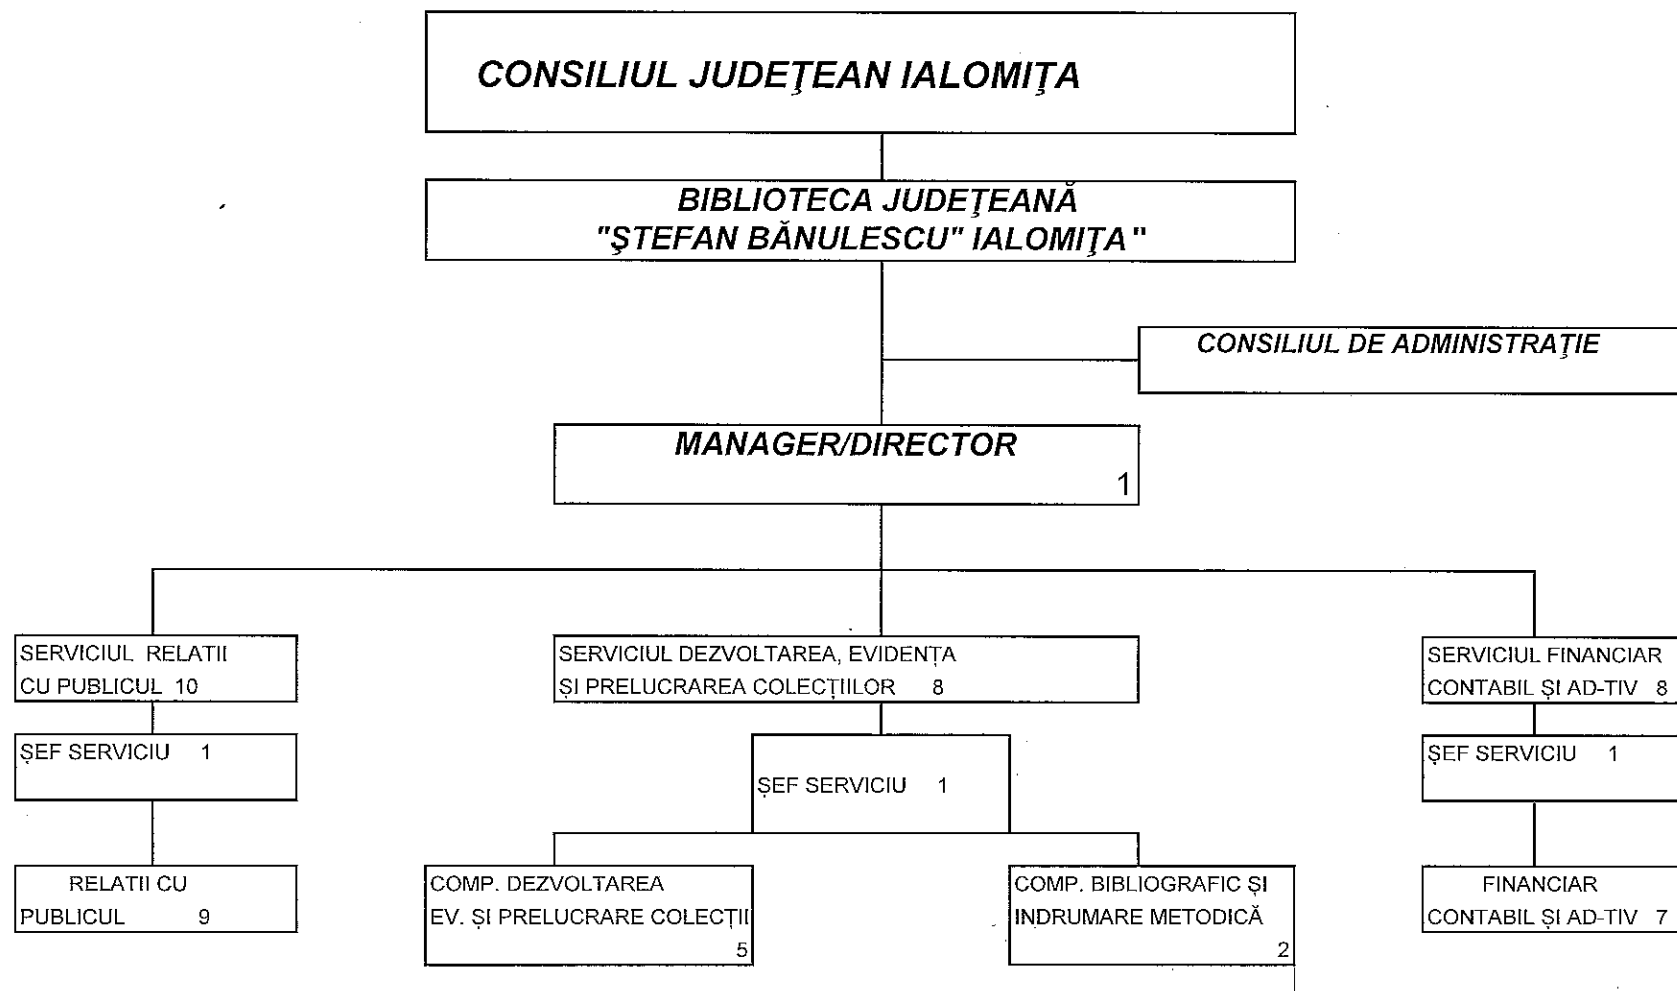 CONSILIUL JUDEŢEAN IALOMIŢA
BIBLIOTECA JUDEŢEANĂ
"ŞTEFAN BĂNULESCU" IALOMIŢA"
CONSILIUL DE ADMINISTRAŢIE
MANAGER/DIRECTOR
1
SERVICIUL RELATII
CU PUBLICUL 10
SERVICIUL DEZVOLTAREA, EVIDENȚA
ȘI PRELUCRAREA COLECȚIILOR 8
SERVICIUL FINANCIAR
CONTABIL ȘI AD-TIV 8
ȘEF SERVICIU 1
ȘEF SERVICIU 1
ȘEF SERVICIU 1
RELATII CU
PUBLICUL 9
COMP. DEZVOLTAREA
EV. ȘI PRELUCRARE COLECȚII
5
COMP. BIBLIOGRAFIC ȘI
INDRUMARE METODICĂ
2
FINANCIAR
CONTABIL ȘI AD-TIV 7